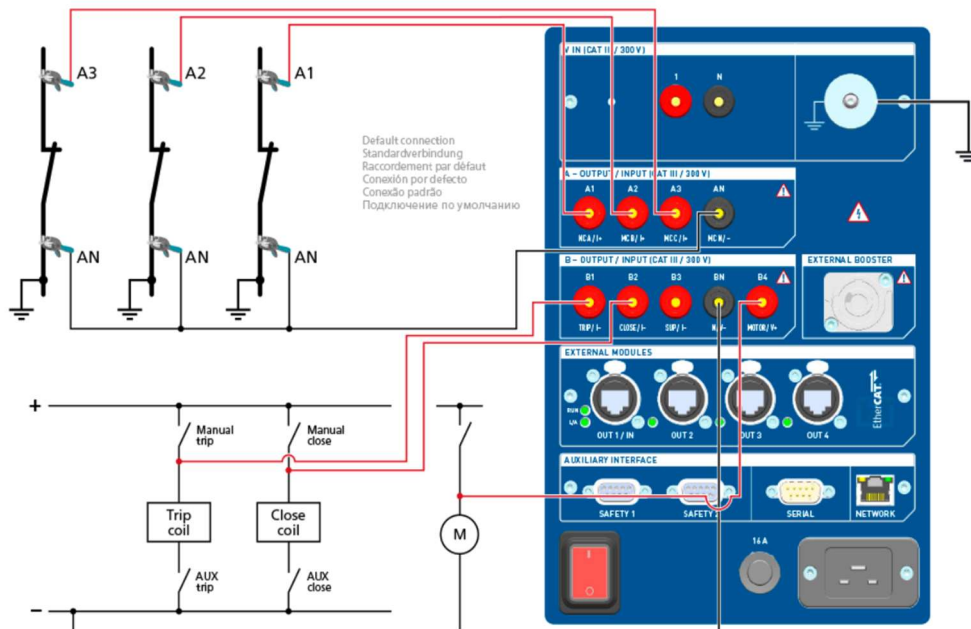 A3
A2
A1
Default connection
Standardverbindung
Raccordement par défaut
Conexión por defecto
Conexão padrão
Подключение по умолчанию
AN
AN
AN
V IN (CAT III / 300 V)
1
N
A – OUTPUT / INPUT (CAT III / 300 V)
A1
A2
A3
AN
MCA / I+
MCB / I+
MCC / I+
MCN / –
B – OUTPUT / INPUT (CAT III / 300 V)
B1
B2
B3
BN
B4
TRIP / I–
CLOSE / I–
SUP / I–
N / –
MOTOR / V+
EXTERNAL BOOSTER
EXTERNAL MODULES
RUN
L/A
OUT 1 / IN
OUT 2
OUT 3
OUT 4
EtherCAT
AUXILIARY INTERFACE
SAFETY 1
SAFETY
SERIAL
NETWORK
16 A
I
O
+
Manual
trip
Manual
close
Trip
coil
Close
coil
M
AUX
trip
AUX
close
–